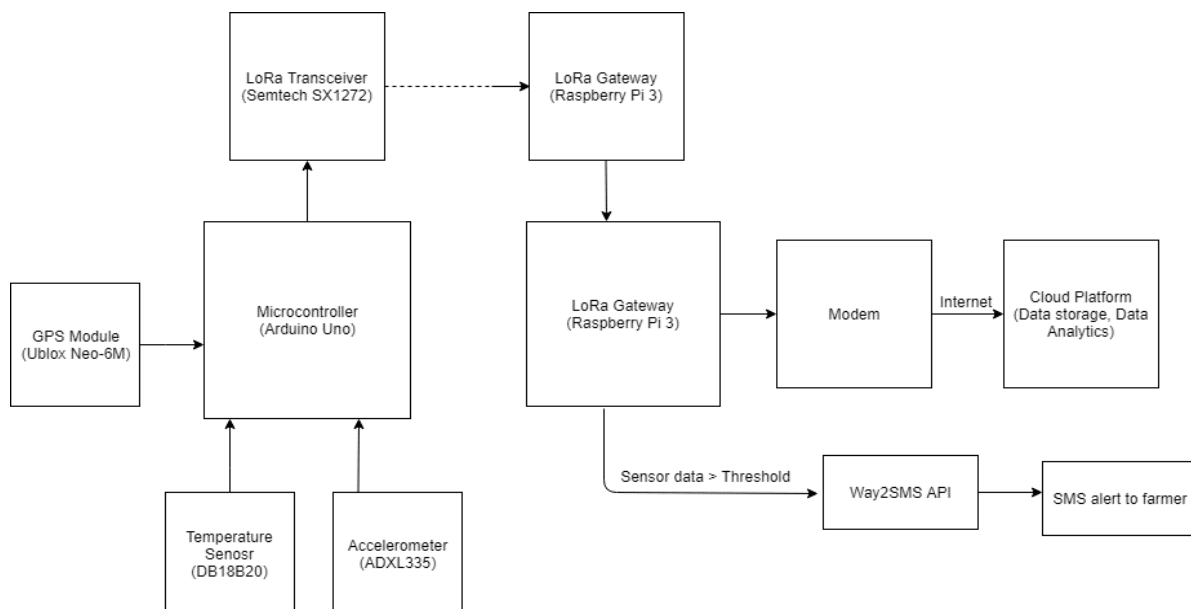 LoRa Transceiver
(Semtech SX1272)
LoRa Gateway
(Raspberry Pi 3)
GPS Module
(Ublox Neo-6M)
Microcontroller
(Arduino Uno)
LoRa Gateway
(Raspberry Pi 3)
Modem
Internet
Cloud Platform
(Data storage, Data
Analytics)
Temperature
Senosr
(DB18B20)
Accelerometer
(ADXL335)
Sensor data > Threshold
Way2SMS API
SMS alert to farmer